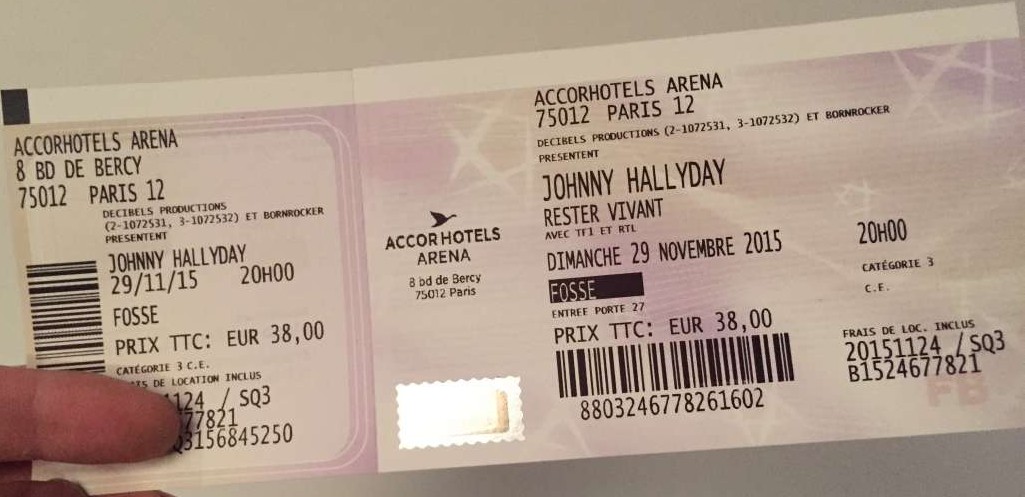 ACCORHOTELS ARENA
8 BD DE BERCY
75012 PARIS 12
DECIBELS PRODUCTIONS
(2-1072531, 3-1072532) ET BORNROCKER
PRESENTENT
JOHNNY HALLYDAY
29/11/15 20H00
FOSSE
PRIX TTC: EUR 38,00
CATÉGORIE 3 C.E.
DE LOCATION INCLUS
1124 / SQ3
77821
3156845250
ACCORHOTELS
ARENA
8 bd de Bercy
75012 Paris
ACCORHOTELS ARENA
75012 PARIS 12
DECIBELS PRODUCTIONS (2-1072531, 3-1072532) ET BORNROCKER
PRESENTENT
JOHNNY HALLYDAY
RESTER VIVANT
AVEC TF1 ET RTL
DIMANCHE 29 NOVEMBRE 2015 20H00
FOSSE
ENTREE PORTE 27
PRIX TTC: EUR 38,00
8803246778261602
CATÉGORIE 3
C.E.
FRAIS DE LOC. INCLUS
20151124 / SQ3
B1524677821
FB